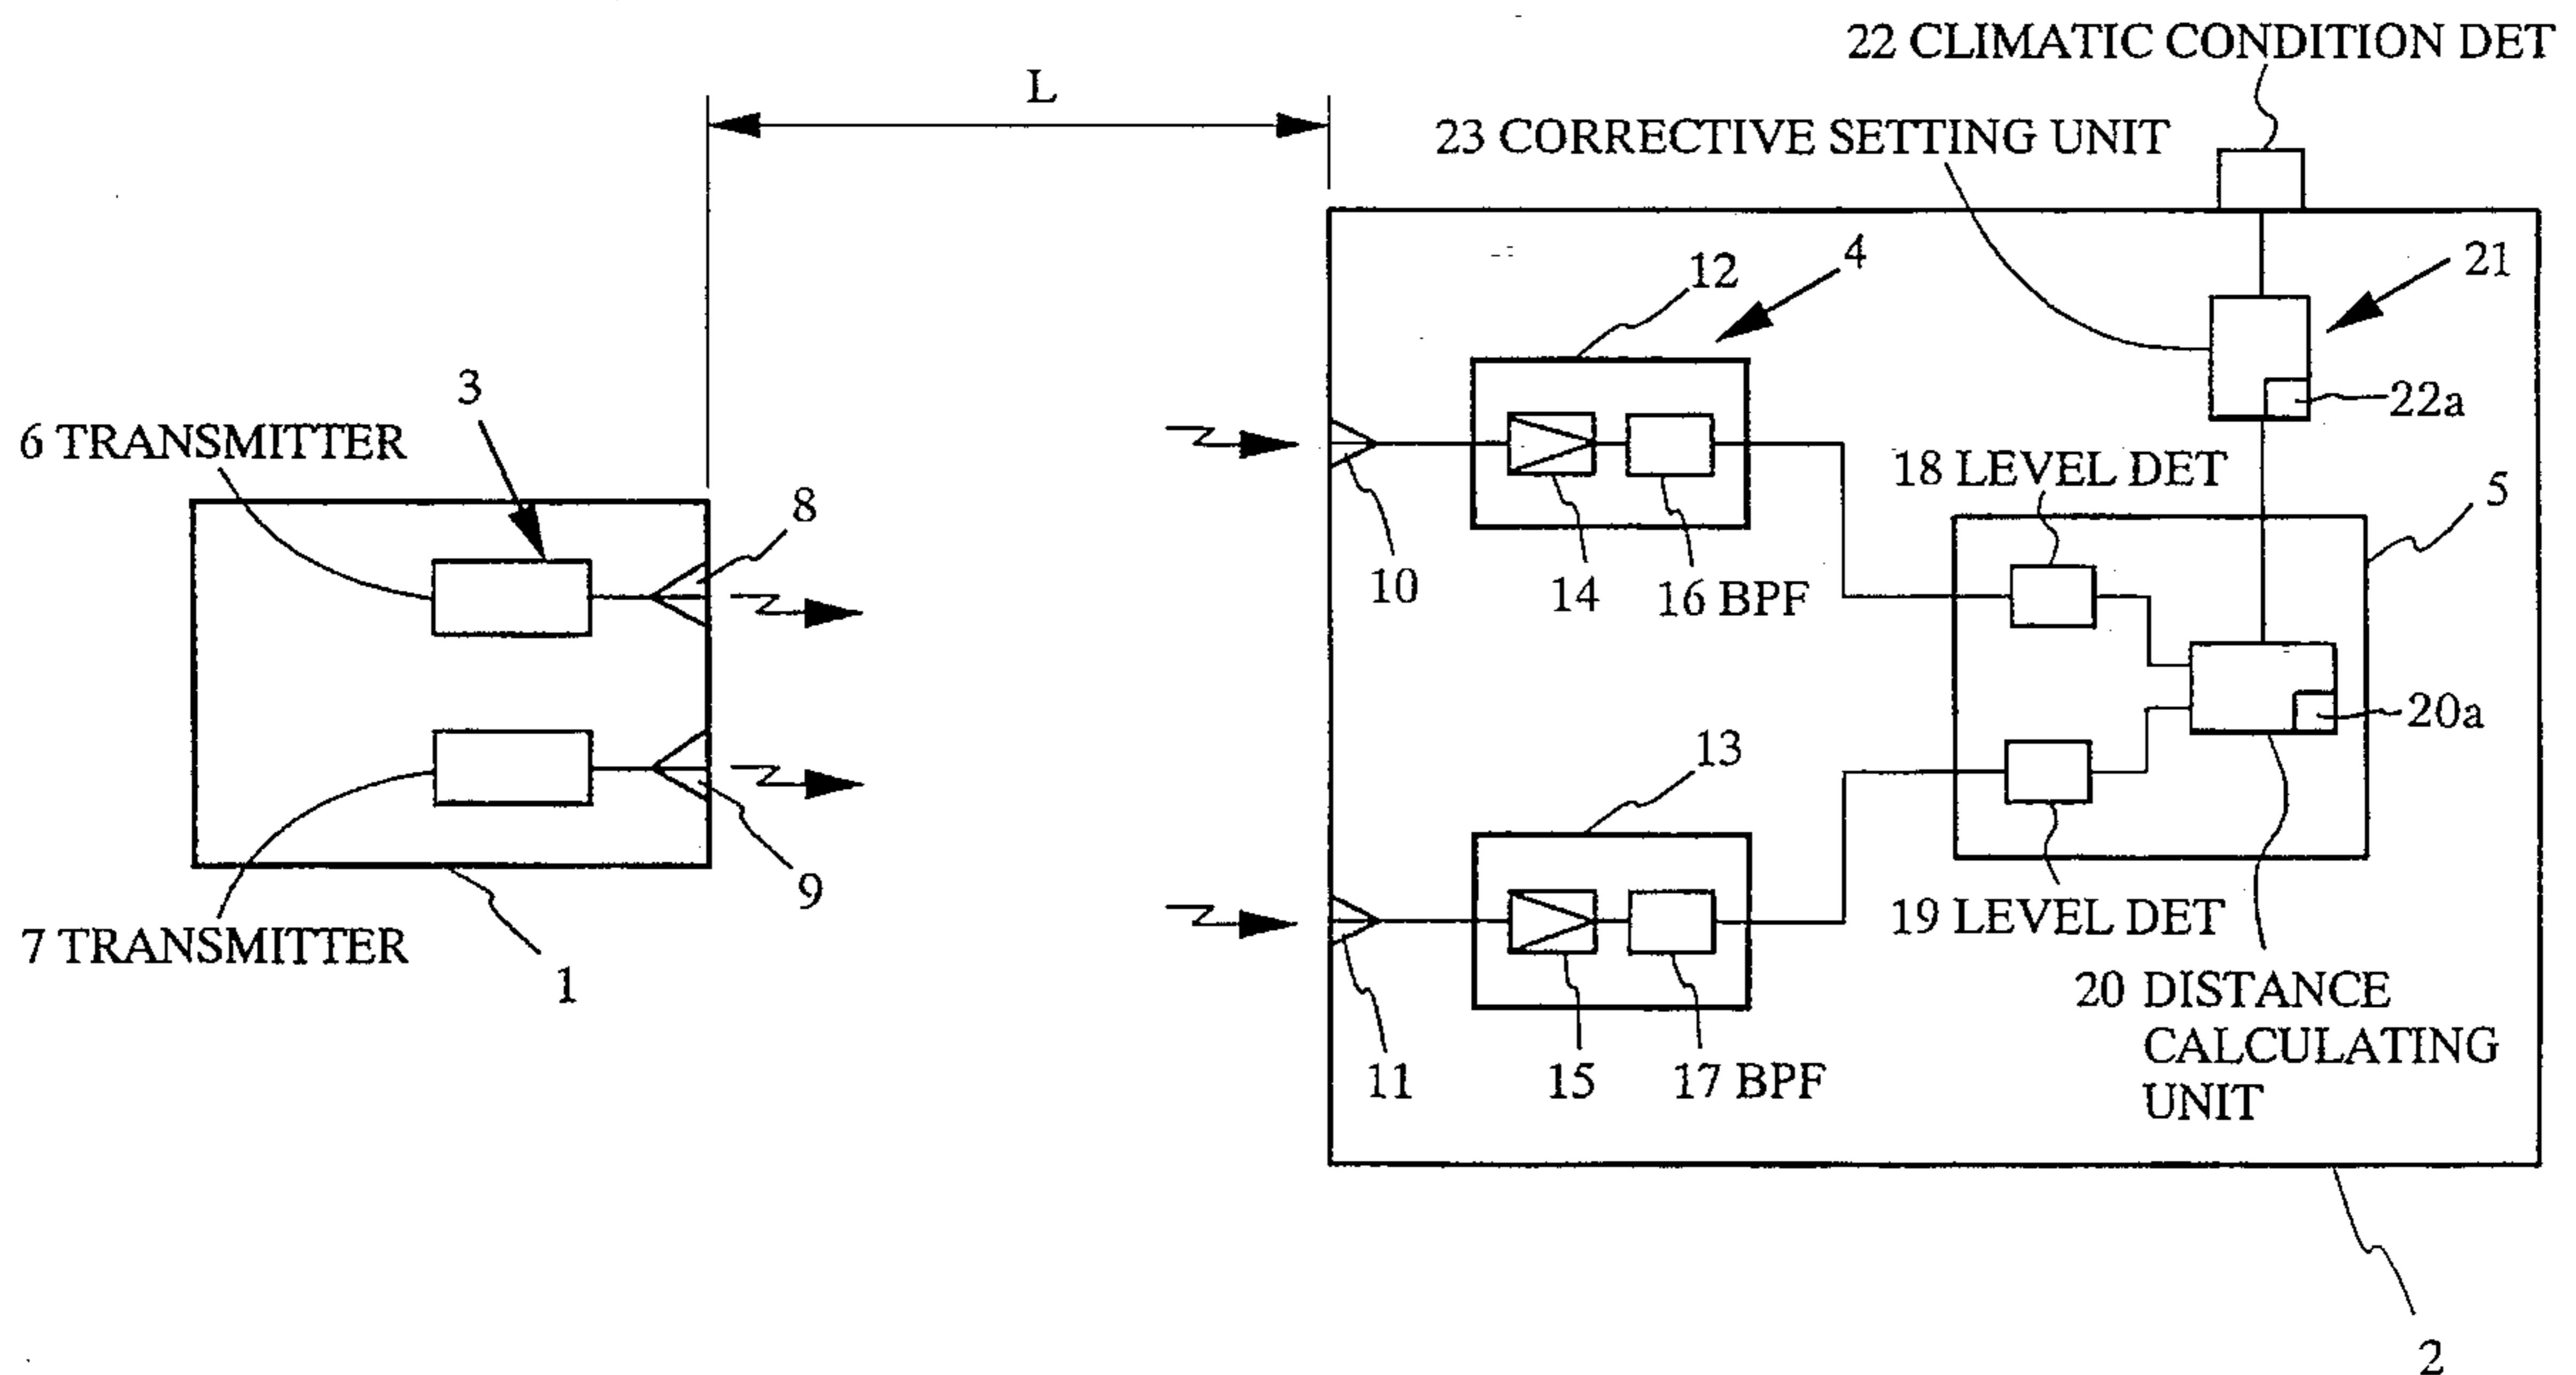 22 CLIMATIC CONDITION DET
L
23 CORRECTIVE SETTING UNIT
4
21
12
3
22a
6 TRANSMITTER
18 LEVEL DET
5
8
10
14
16 BPF
20a
13
9
19 LEVEL DET
7 TRANSMITTER
1
20 DISTANCE
CALCULATING
UNIT
11
15
17 BPF
2